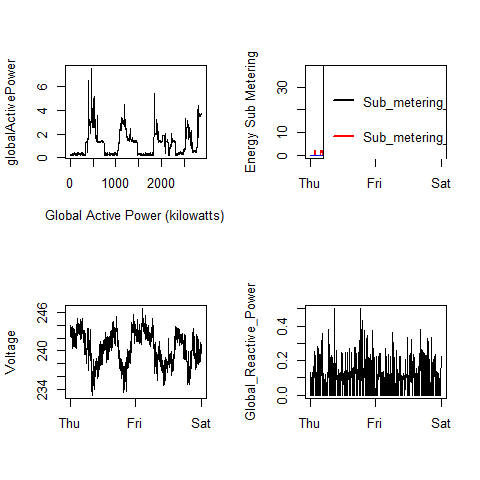 globalActivePower
0 2 4 6
0 1000 2000
Global Active Power (kilowatts)
Energy Sub Metering
0 10 30
Sub_metering_
Sub_metering_
Thu Fri Sat
Voltage
234 240 246
Thu Fri Sat
Global_Reactive_Power
0.0 0.2 0.4
Thu Fri Sat